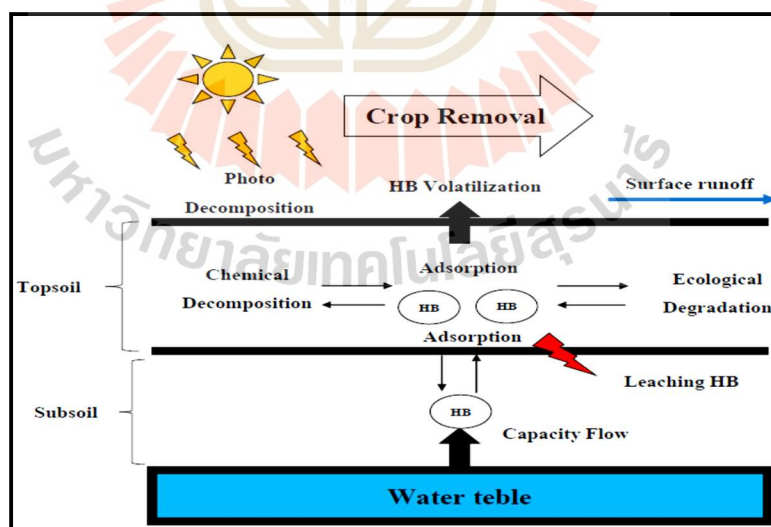 Crop Removal
Photo
Decomposition
HB Volatilization
Surface runoff
มหาวิทยาลัยเทคโนโลยีสุรนารี
Topsoil
Chemical
Decomposition
Adsorption
HB
HB
Adsorption
Ecological
Degradation
Leaching HB
Subsoil
HB
Capacity Flow
Water teble